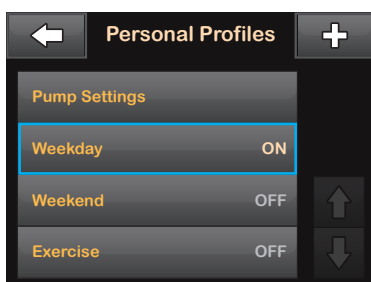 Personal Profiles
Pump Settings
Weekday ON
Weekend OFF
Exercise OFF